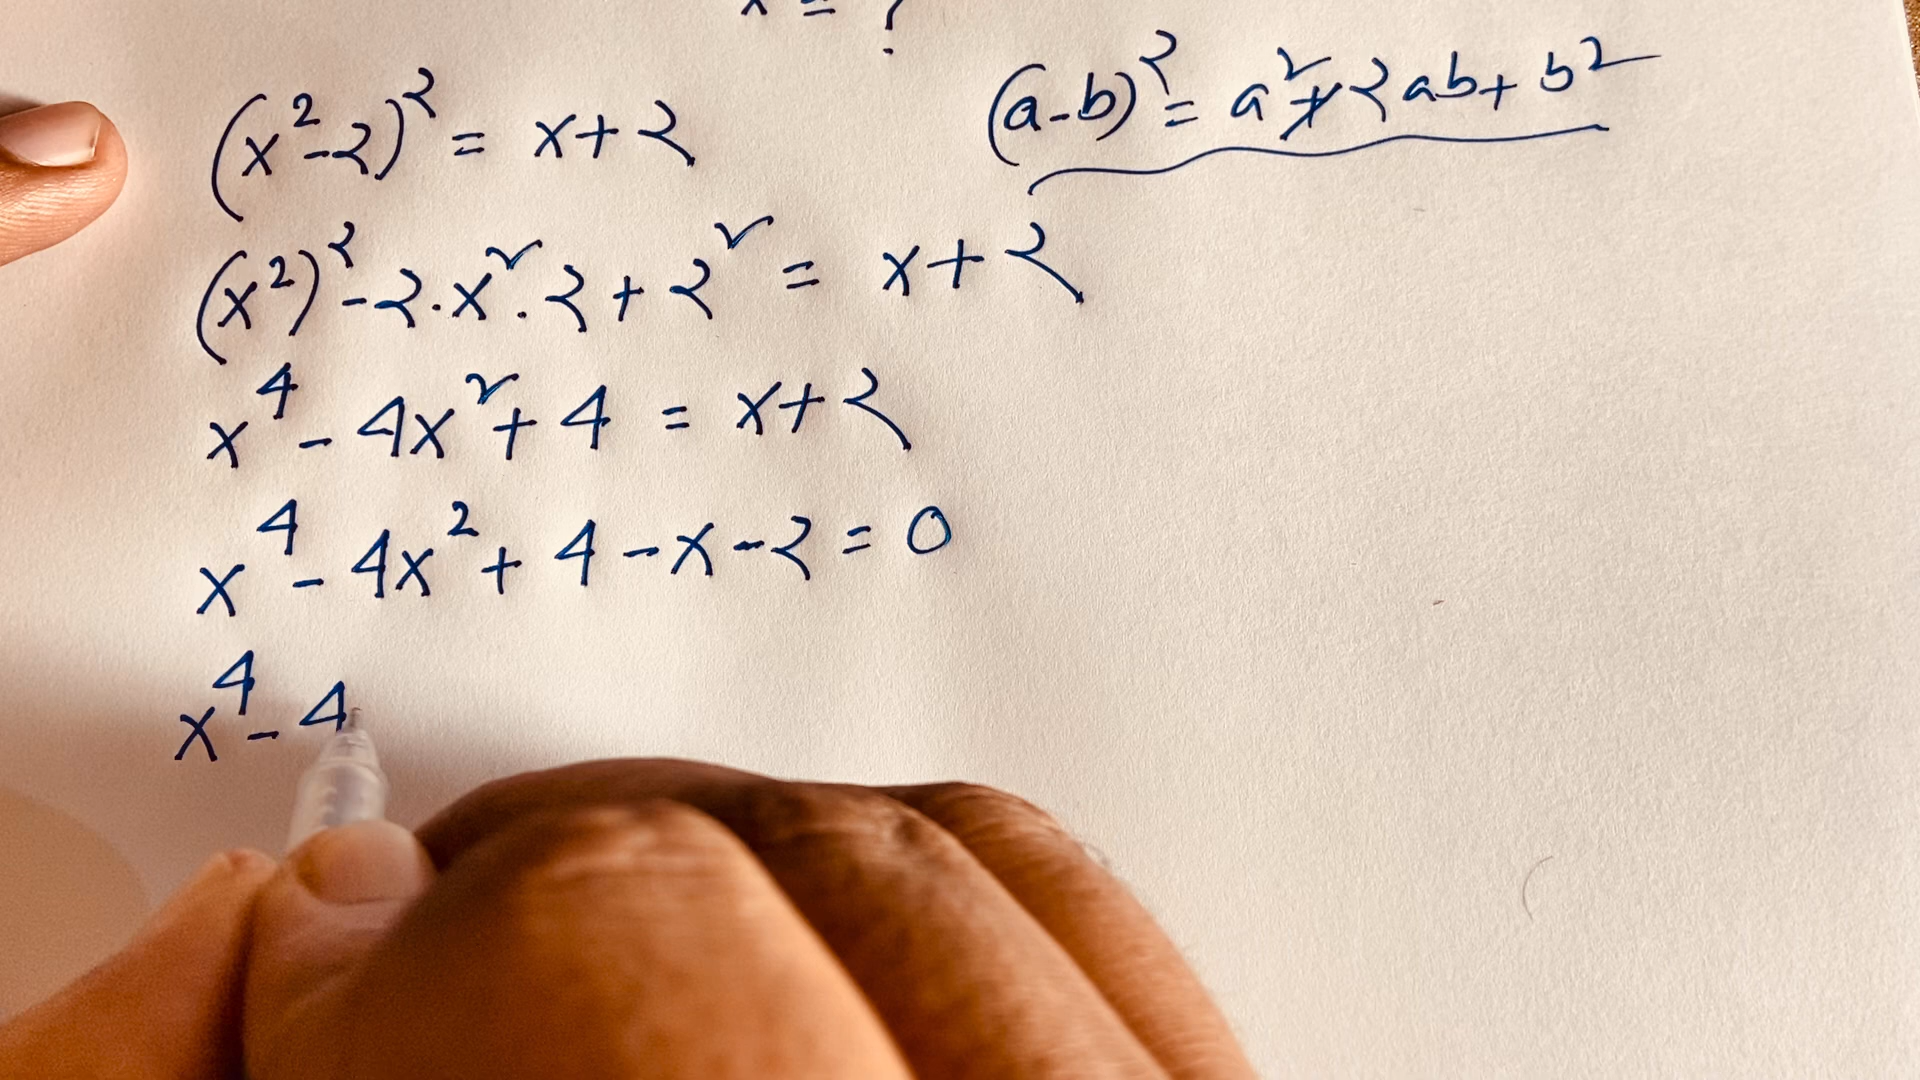 x = ?
(x²-2)² = x+2
(a-b)² = a²-2ab+b²
(x²)²-2.x².2+2² = x+2
x⁴-4x²+4 = x+2
x⁴-4x²+4-x-2=0
x⁴-4